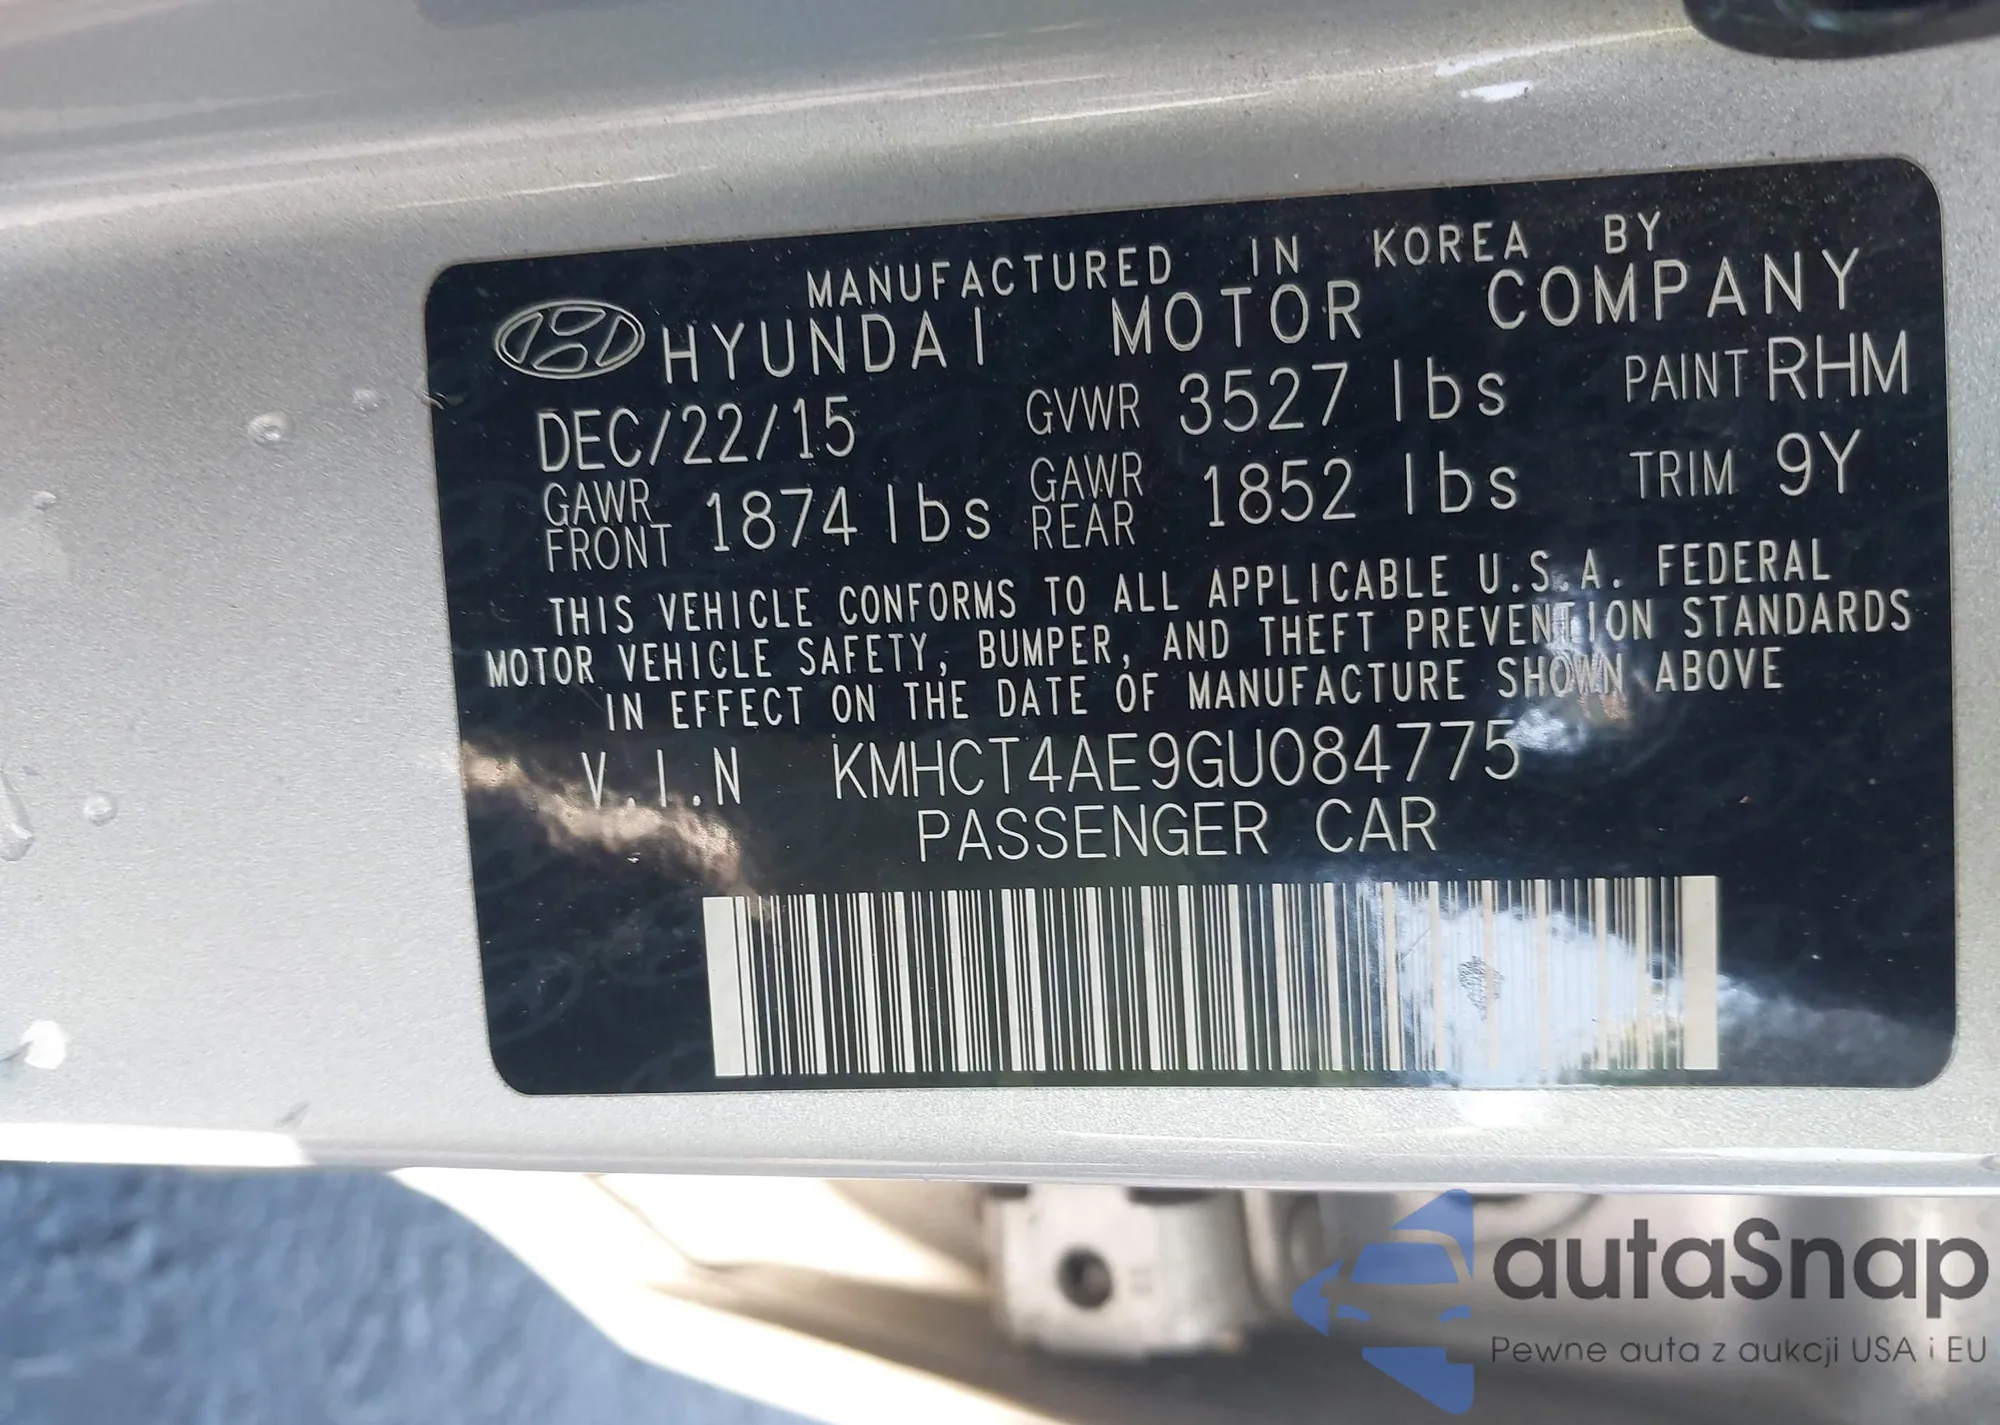 MANUFACTURED IN KOREA BY
HYUNDAI MOTOR COMPANY
DEC/22/15 GVWR 3527 lbs PAINT RHM
GAWR FRONT 1874 lbs GAWR REAR 1852 lbs TRIM 9Y
THIS VEHICLE CONFORMS TO ALL APPLICABLE U.S.A. FEDERAL
MOTOR VEHICLE SAFETY, BUMPER, AND THEFT PREVENTION STANDARDS
IN EFFECT ON THE DATE OF MANUFACTURE SHOWN ABOVE
V.I.N KMHCT4AE9GU084775
PASSENGER CAR
autaSnap
Pewne auta z aukcji USA i EU